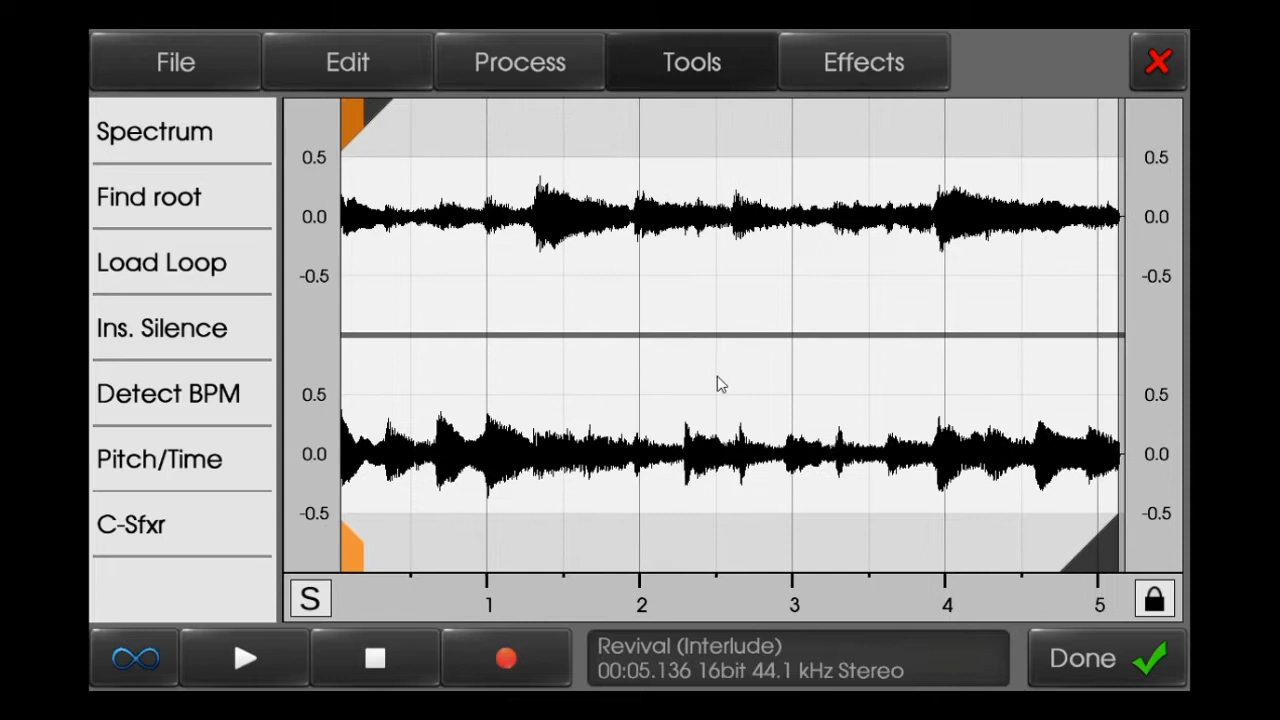 File Edit Process Tools Effects
Spectrum
Find root
Load Loop
Ins. Silence
Detect BPM
Pitch/Time
C-Sfxr
0.5
0.0
-0.5
0.5
0.0
-0.5
0.5
0.0
-0.5
0.5
0.0
-0.5
S 1 2 3 4 5
Revival (Interlude)
00:05.136 16bit 44.1 kHz Stereo
Done